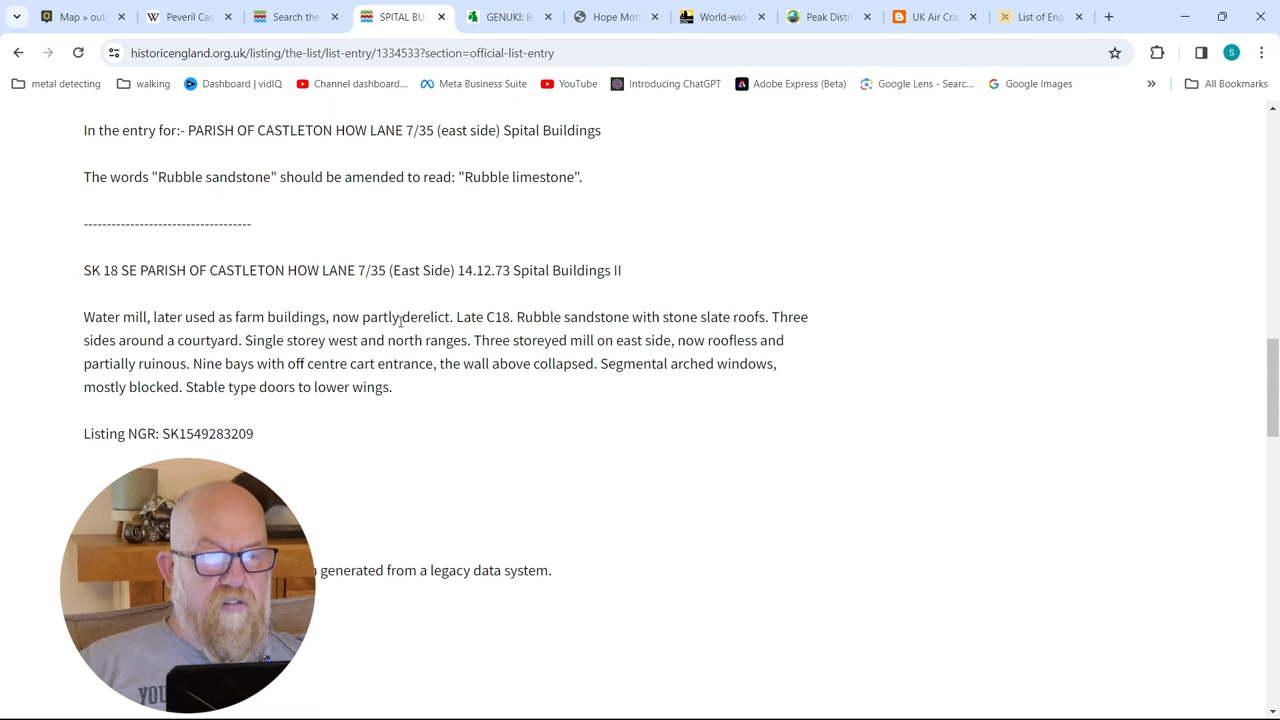 Map » out
Peveril Cas
Search the
SPITAL BUI
GENUKI: B
Hope Mot
World-wid
Peak Distr
UK Air Cr
List of Eng
historicengland.org.uk/listing/the-list/list-entry/1334533?section=official-list-entry
S
metal detecting
walking
Dashboard | vidIQ
Channel dashboard...
Meta Business Suite
YouTube
Introducing ChatGPT
Adobe Express (Beta)
Google Lens - Searc...
Google Images
»
All Bookmarks
In the entry for:- PARISH OF CASTLETON HOW LANE 7/35 (east side) Spital Buildings
The words "Rubble sandstone" should be amended to read: "Rubble limestone".
------------------------------------
SK 18 SE PARISH OF CASTLETON HOW LANE 7/35 (East Side) 14.12.73 Spital Buildings II
Water mill, later used as farm buildings, now partly derelict. Late C18. Rubble sandstone with stone slate roofs. Three
sides around a courtyard. Single storey west and north ranges. Three storeyed mill on east side, now roofless and
partially ruinous. Nine bays with off centre cart entrance, the wall above collapsed. Segmental arched windows,
mostly blocked. Stable type doors to lower wings.
Listing NGR: SK1549283209
generated from a legacy data system.
YOU